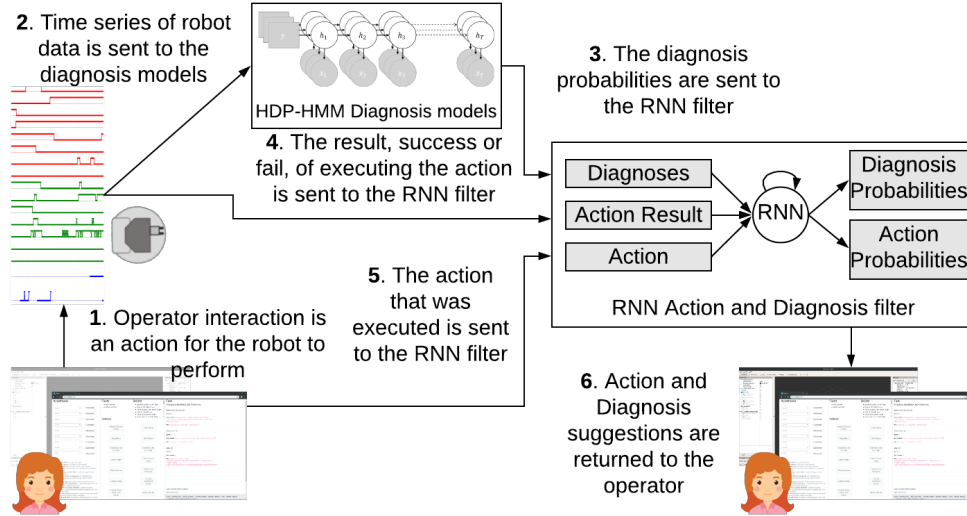 2. Time series of robot
data is sent to the
diagnosis models
h1 h2 h3 hT
HDP-HMM Diagnosis models
3. The diagnosis
probabilities are sent to
the RNN filter
4. The result, success or
fail, of executing the action
is sent to the RNN filter
Diagnoses
Action Result
Action
RNN
Diagnosis
Probabilities
Action
Probabilities
RNN Action and Diagnosis filter
5. The action
that was
executed is sent
to the RNN filter
1. Operator interaction is
an action for the robot to
perform
6. Action and
Diagnosis
suggestions are
returned to the
operator